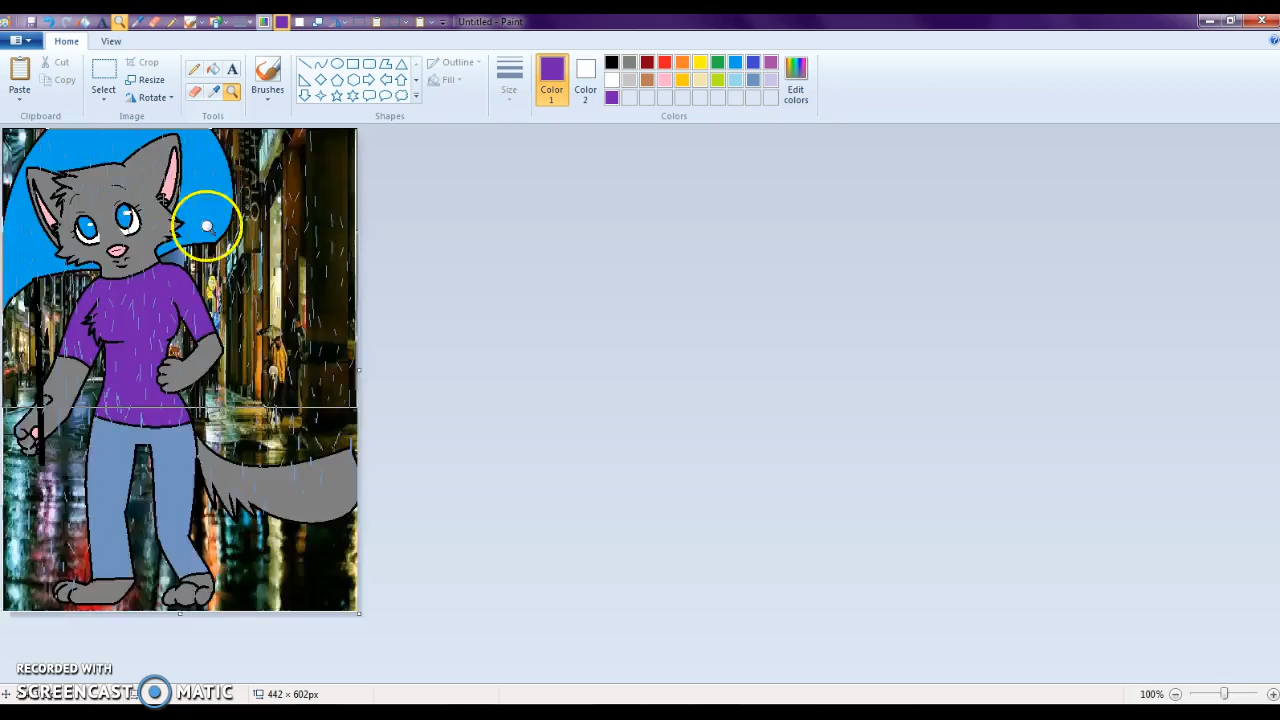 Untitled - Paint
Home View
Cut
Copy
Paste
Clipboard
Select
Crop
Resize
Rotate
Image
Tools
Brushes
Shapes
Outline
Fill
Size
Color 1
Color 2
Colors
Edit colors
RECORDED WITH
SCREENCAST MATIC
442 × 602px
100%